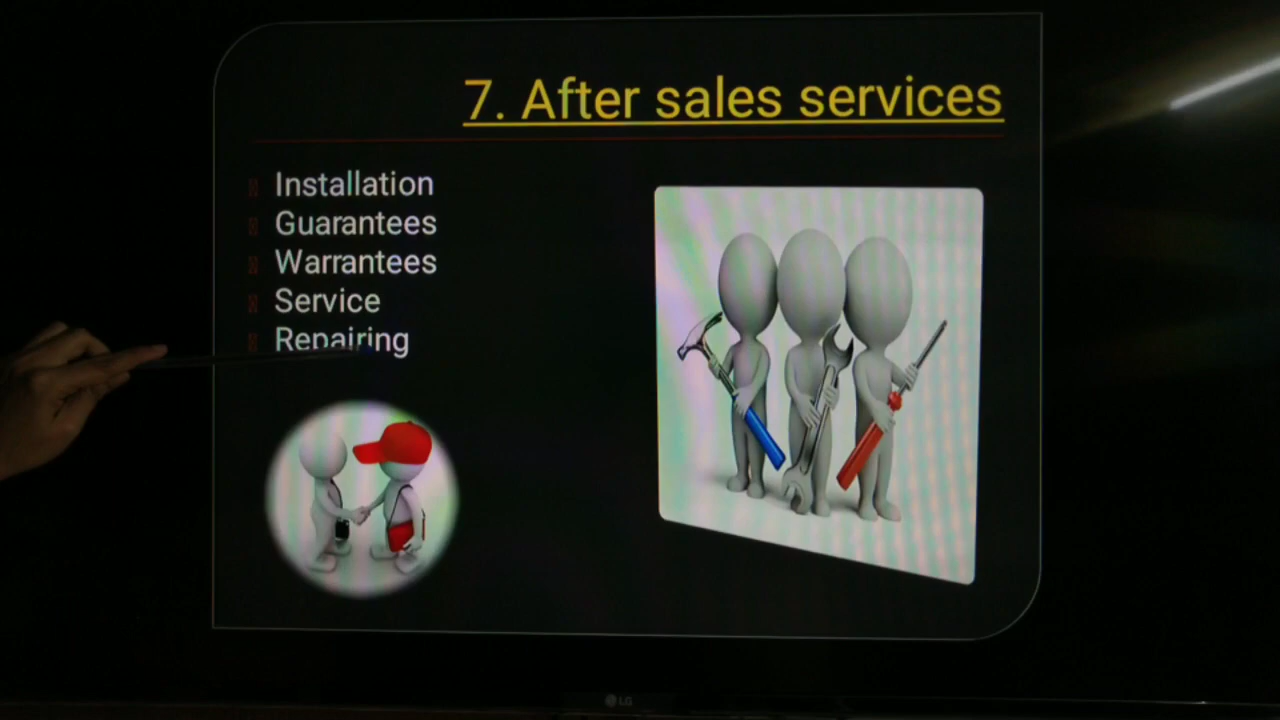 7. After sales services
Installation
Guarantees
Warrantees
Service
Repairing
LG